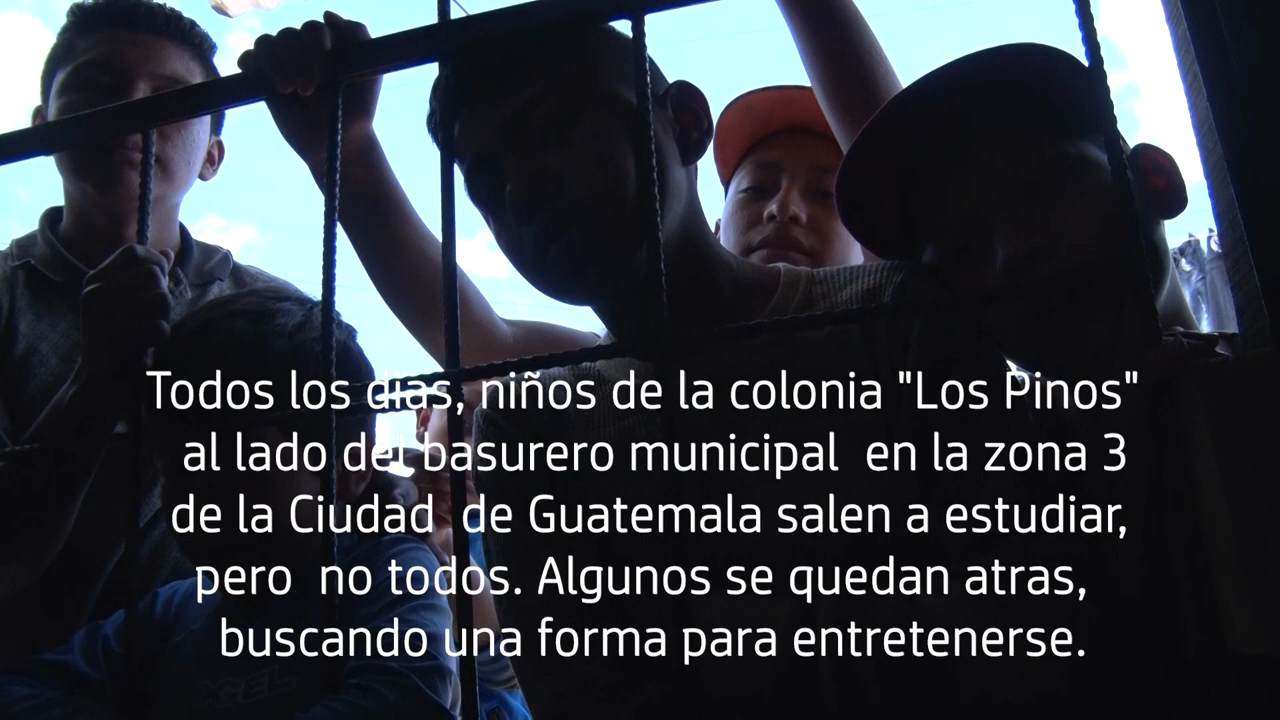 Todos los dias, niños de la colonia "Los Pinos"
al lado del basurero municipal en la zona 3
de la Ciudad de Guatemala salen a estudiar,
pero no todos. Algunos se quedan atras,
buscando una forma para entretenerse.